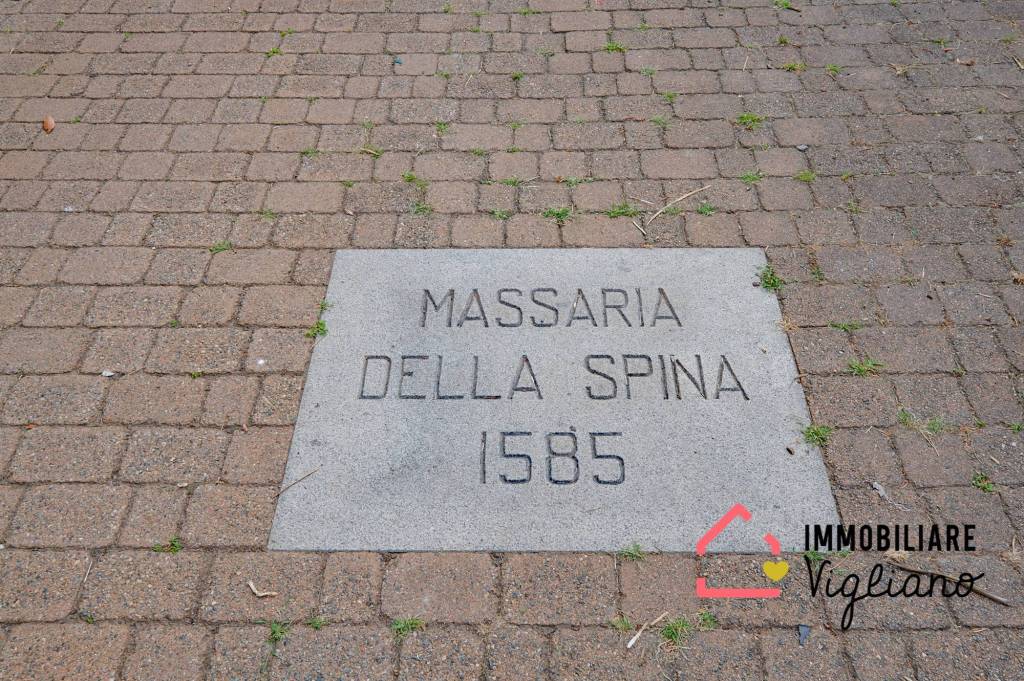 MASSARIA
DELLA SPINA
1585
IMMOBILIARE
Vigliano